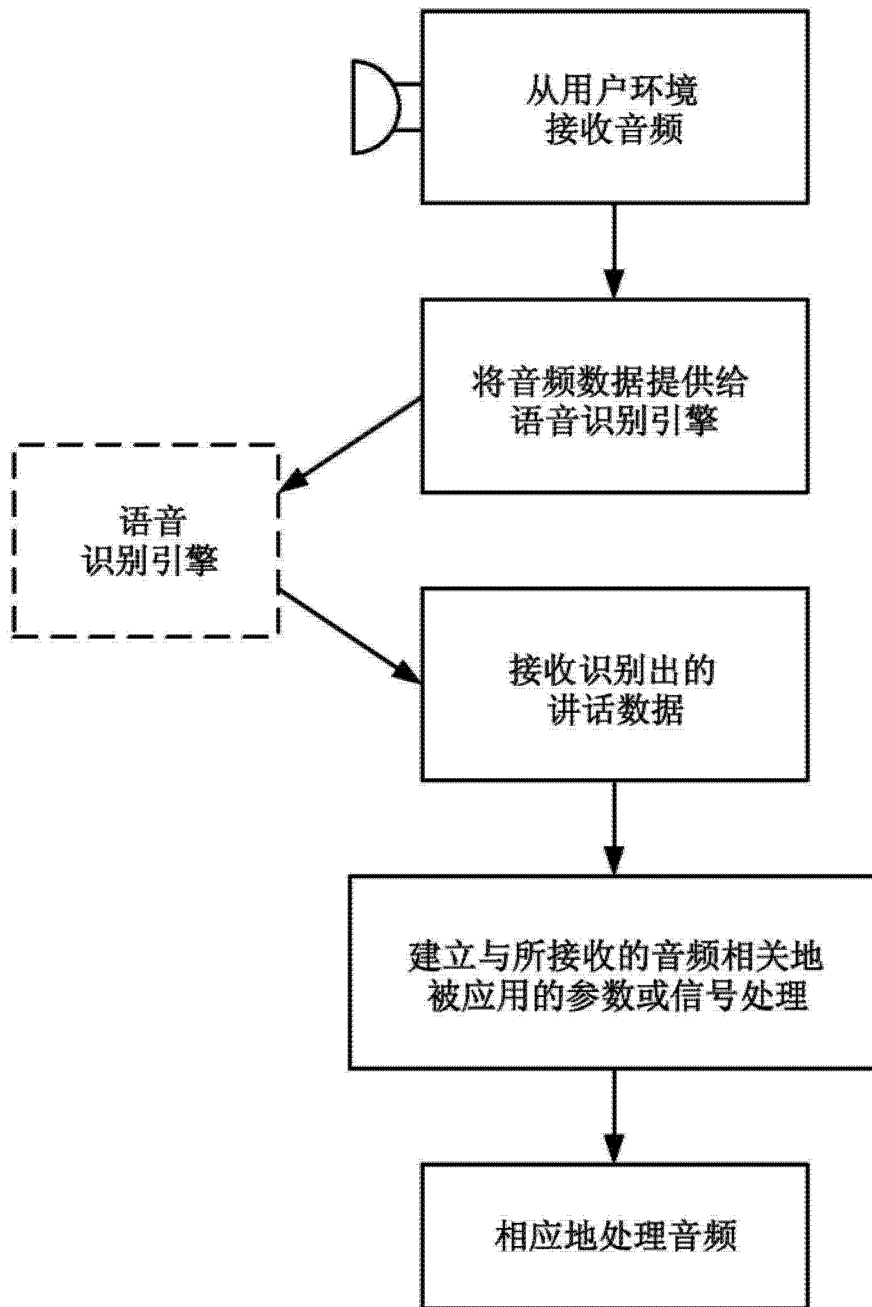 从用户环境
接收音频
将音频数据提供给
语音识别引擎
语音
识别引擎
接收识别出的
讲话数据
建立与所接收的音频相关地
被应用的参数或信号处理
相应地处理音频